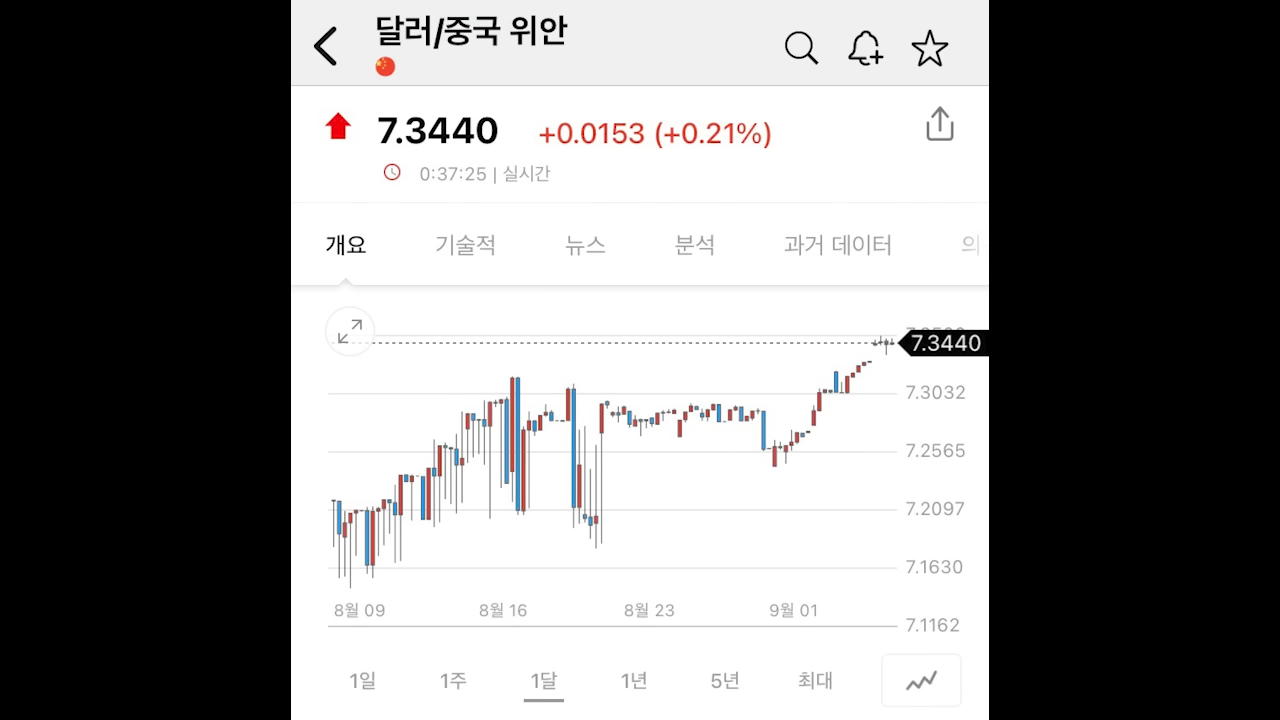 달러/중국 위안
7.3440 +0.0153 (+0.21%)
0:37:25 | 실시간
개요 기술적 뉴스 분석 과거 데이터 의
7.3440
7.3032
7.2565
7.2097
7.1630
7.1162
8월 09 8월 16 8월 23 9월 01
1일 1주 1달 1년 5년 최대